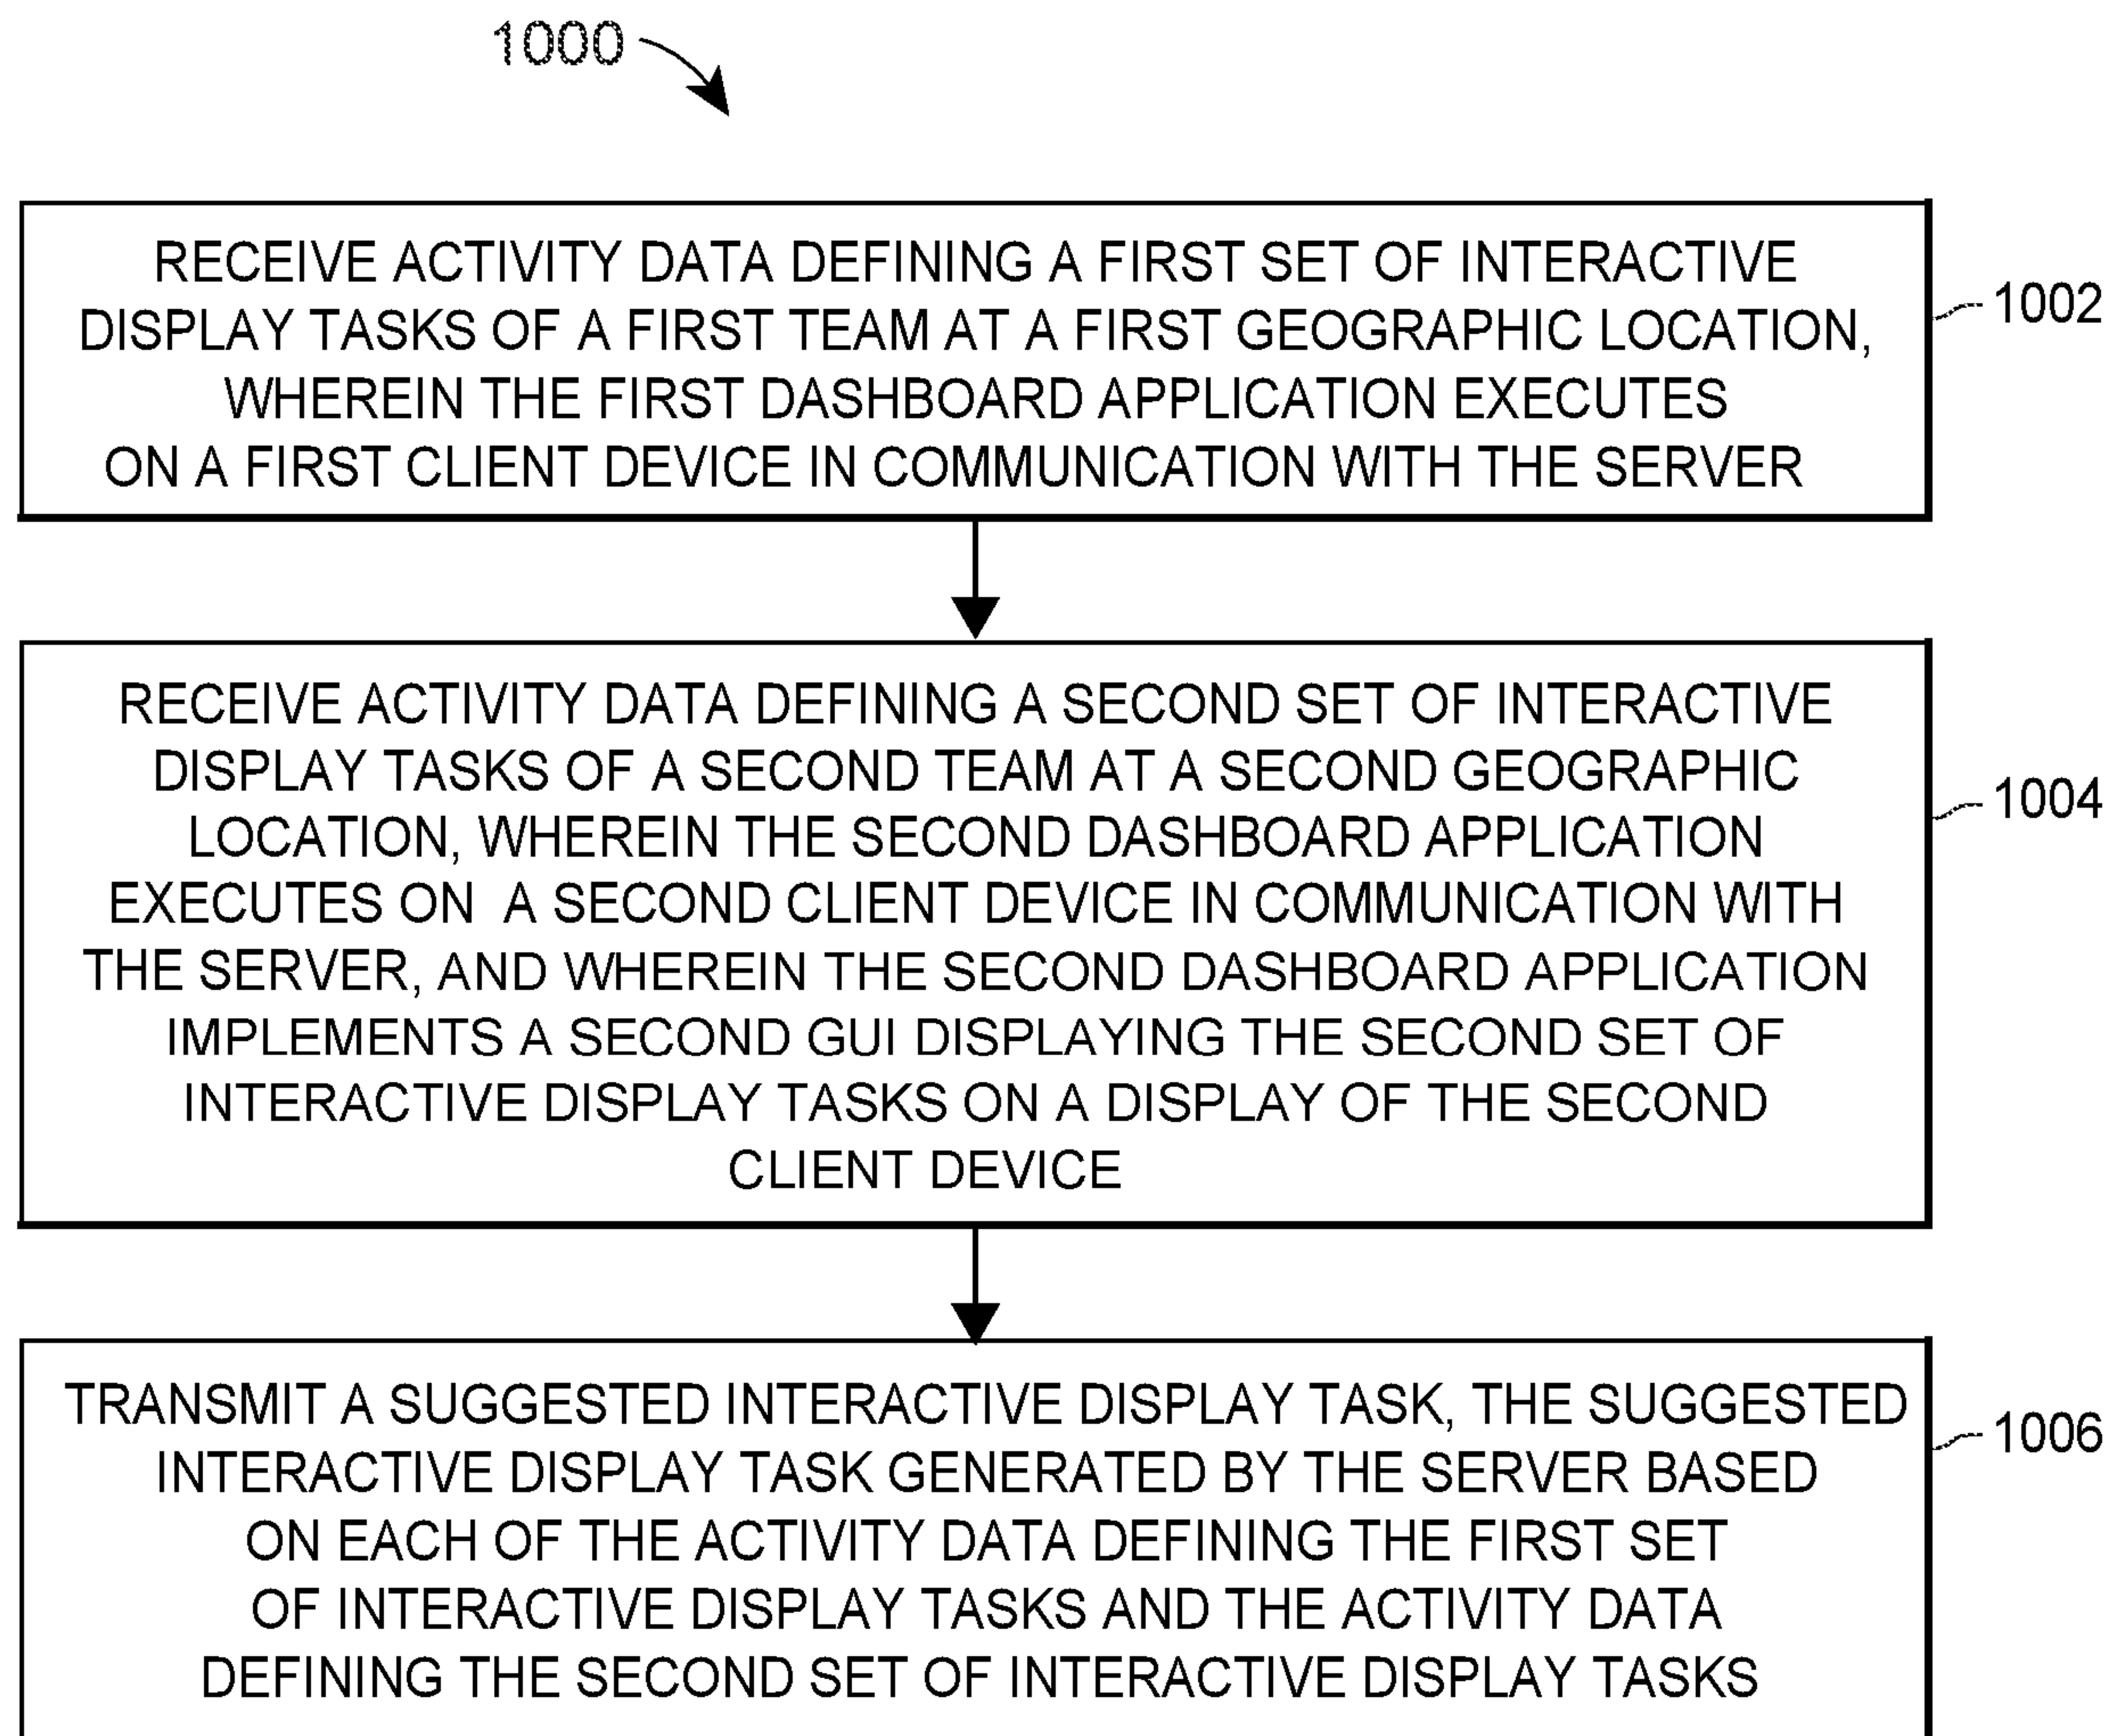 1000
RECEIVE ACTIVITY DATA DEFINING A FIRST SET OF INTERACTIVE
DISPLAY TASKS OF A FIRST TEAM AT A FIRST GEOGRAPHIC LOCATION,
WHEREIN THE FIRST DASHBOARD APPLICATION EXECUTES
ON A FIRST CLIENT DEVICE IN COMMUNICATION WITH THE SERVER
1002
RECEIVE ACTIVITY DATA DEFINING A SECOND SET OF INTERACTIVE
DISPLAY TASKS OF A SECOND TEAM AT A SECOND GEOGRAPHIC
LOCATION, WHEREIN THE SECOND DASHBOARD APPLICATION
EXECUTES ON A SECOND CLIENT DEVICE IN COMMUNICATION WITH
THE SERVER, AND WHEREIN THE SECOND DASHBOARD APPLICATION
IMPLEMENTS A SECOND GUI DISPLAYING THE SECOND SET OF
INTERACTIVE DISPLAY TASKS ON A DISPLAY OF THE SECOND
CLIENT DEVICE
1004
TRANSMIT A SUGGESTED INTERACTIVE DISPLAY TASK, THE SUGGESTED
INTERACTIVE DISPLAY TASK GENERATED BY THE SERVER BASED
ON EACH OF THE ACTIVITY DATA DEFINING THE FIRST SET
OF INTERACTIVE DISPLAY TASKS AND THE ACTIVITY DATA
DEFINING THE SECOND SET OF INTERACTIVE DISPLAY TASKS
1006